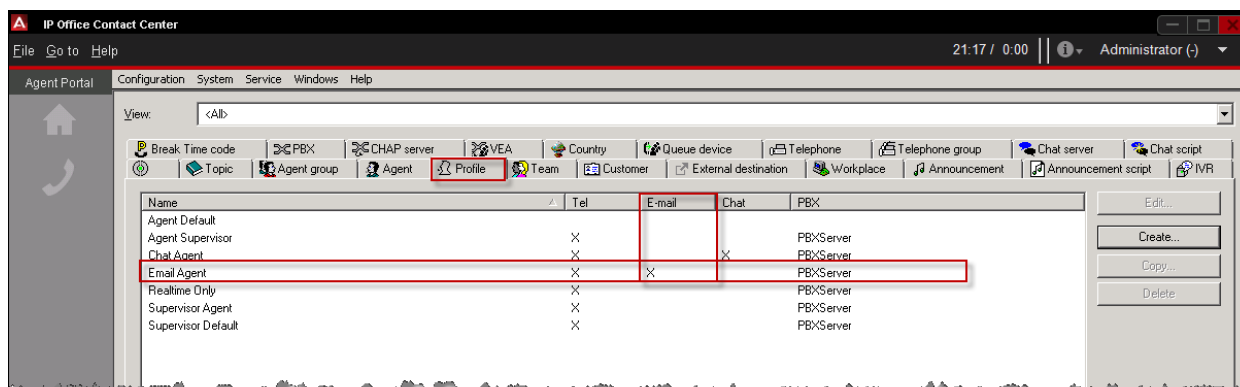 IP Office Contact Center
File Go to Help 21:17 / 0:00 Administrator (-)
Agent Portal Configuration System Service Windows Help
View: <All>
Break Time code PBX CHAP server VEA Country Queue device Telephone Telephone group Chat server Chat script
Topic Agent group Agent Profile Team Customer External destination Workplace Announcement Announcement script IVR
Name Tel E-mail Chat PBX Edit...
Agent Default
Agent Supervisor X PBXServer Create...
Chat Agent X X PBXServer
Copy...
Email Agent X X PBXServer
Realtime Only X PBXServer Delete
Supervisor Agent X PBXServer
Supervisor Default X PBXServer